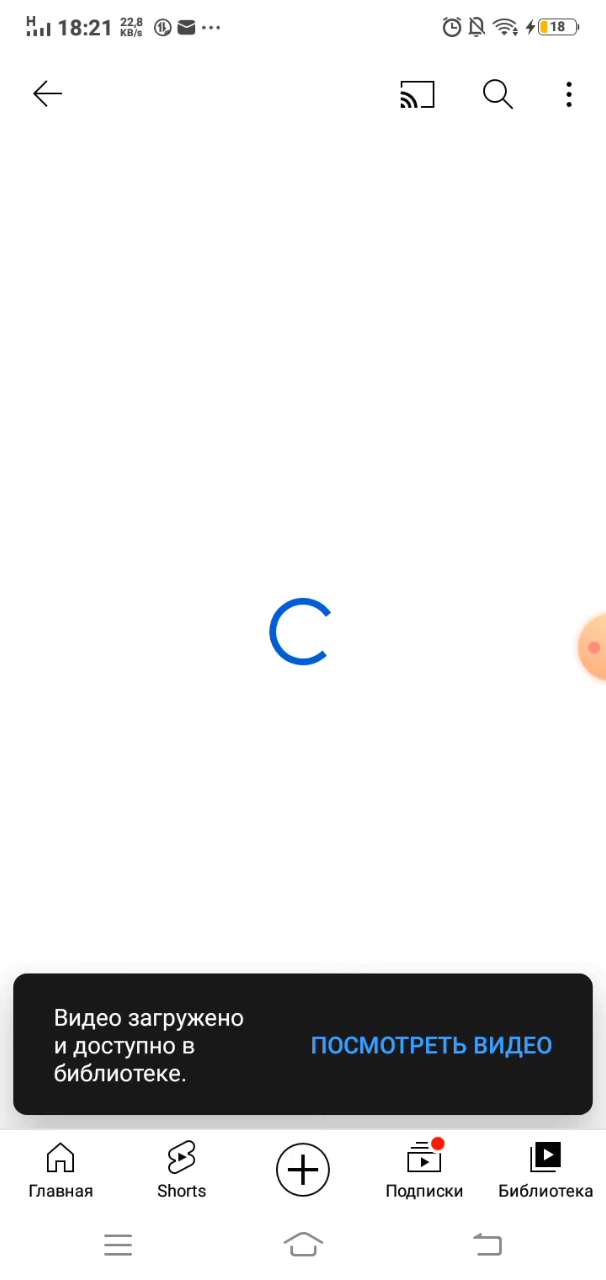 H 18:21 22,8 KB/s 18
Видео загружено
и доступно в
библиотеке.
ПОСМОТРЕТЬ ВИДЕО
Главная Shorts Подписки Библиотека